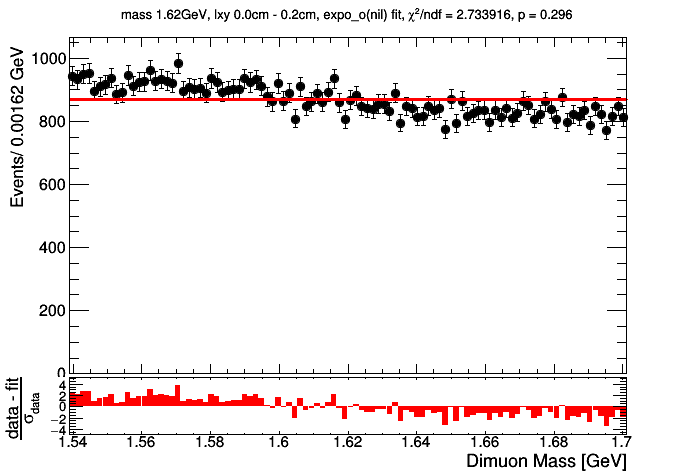 mass 1.62GeV, lxy 0.0cm - 0.2cm, expo_o(nil) fit, χ²/ndf = 2.733916, p = 0.296
Events/ 0.00162 GeV
1000
800
600
400
200
0
data - fit
σdata
4
2
0
−2
−4
1.54 1.56 1.58 1.6 1.62 1.64 1.66 1.68 1.7
Dimuon Mass [GeV]